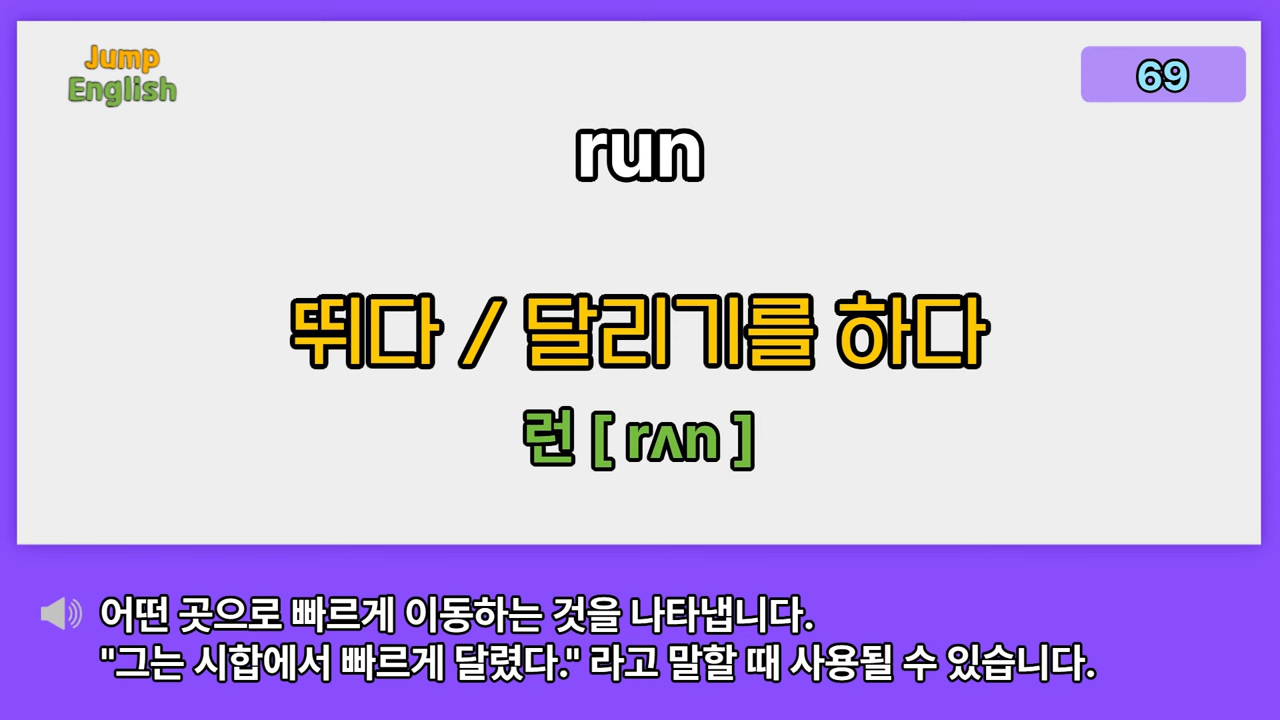 Jump
English
69
run
뛰다 / 달리기를 하다
런 [ rʌn ]
어떤 곳으로 빠르게 이동하는 것을 나타냅니다.
"그는 시합에서 빠르게 달렸다." 라고 말할 때 사용될 수 있습니다.